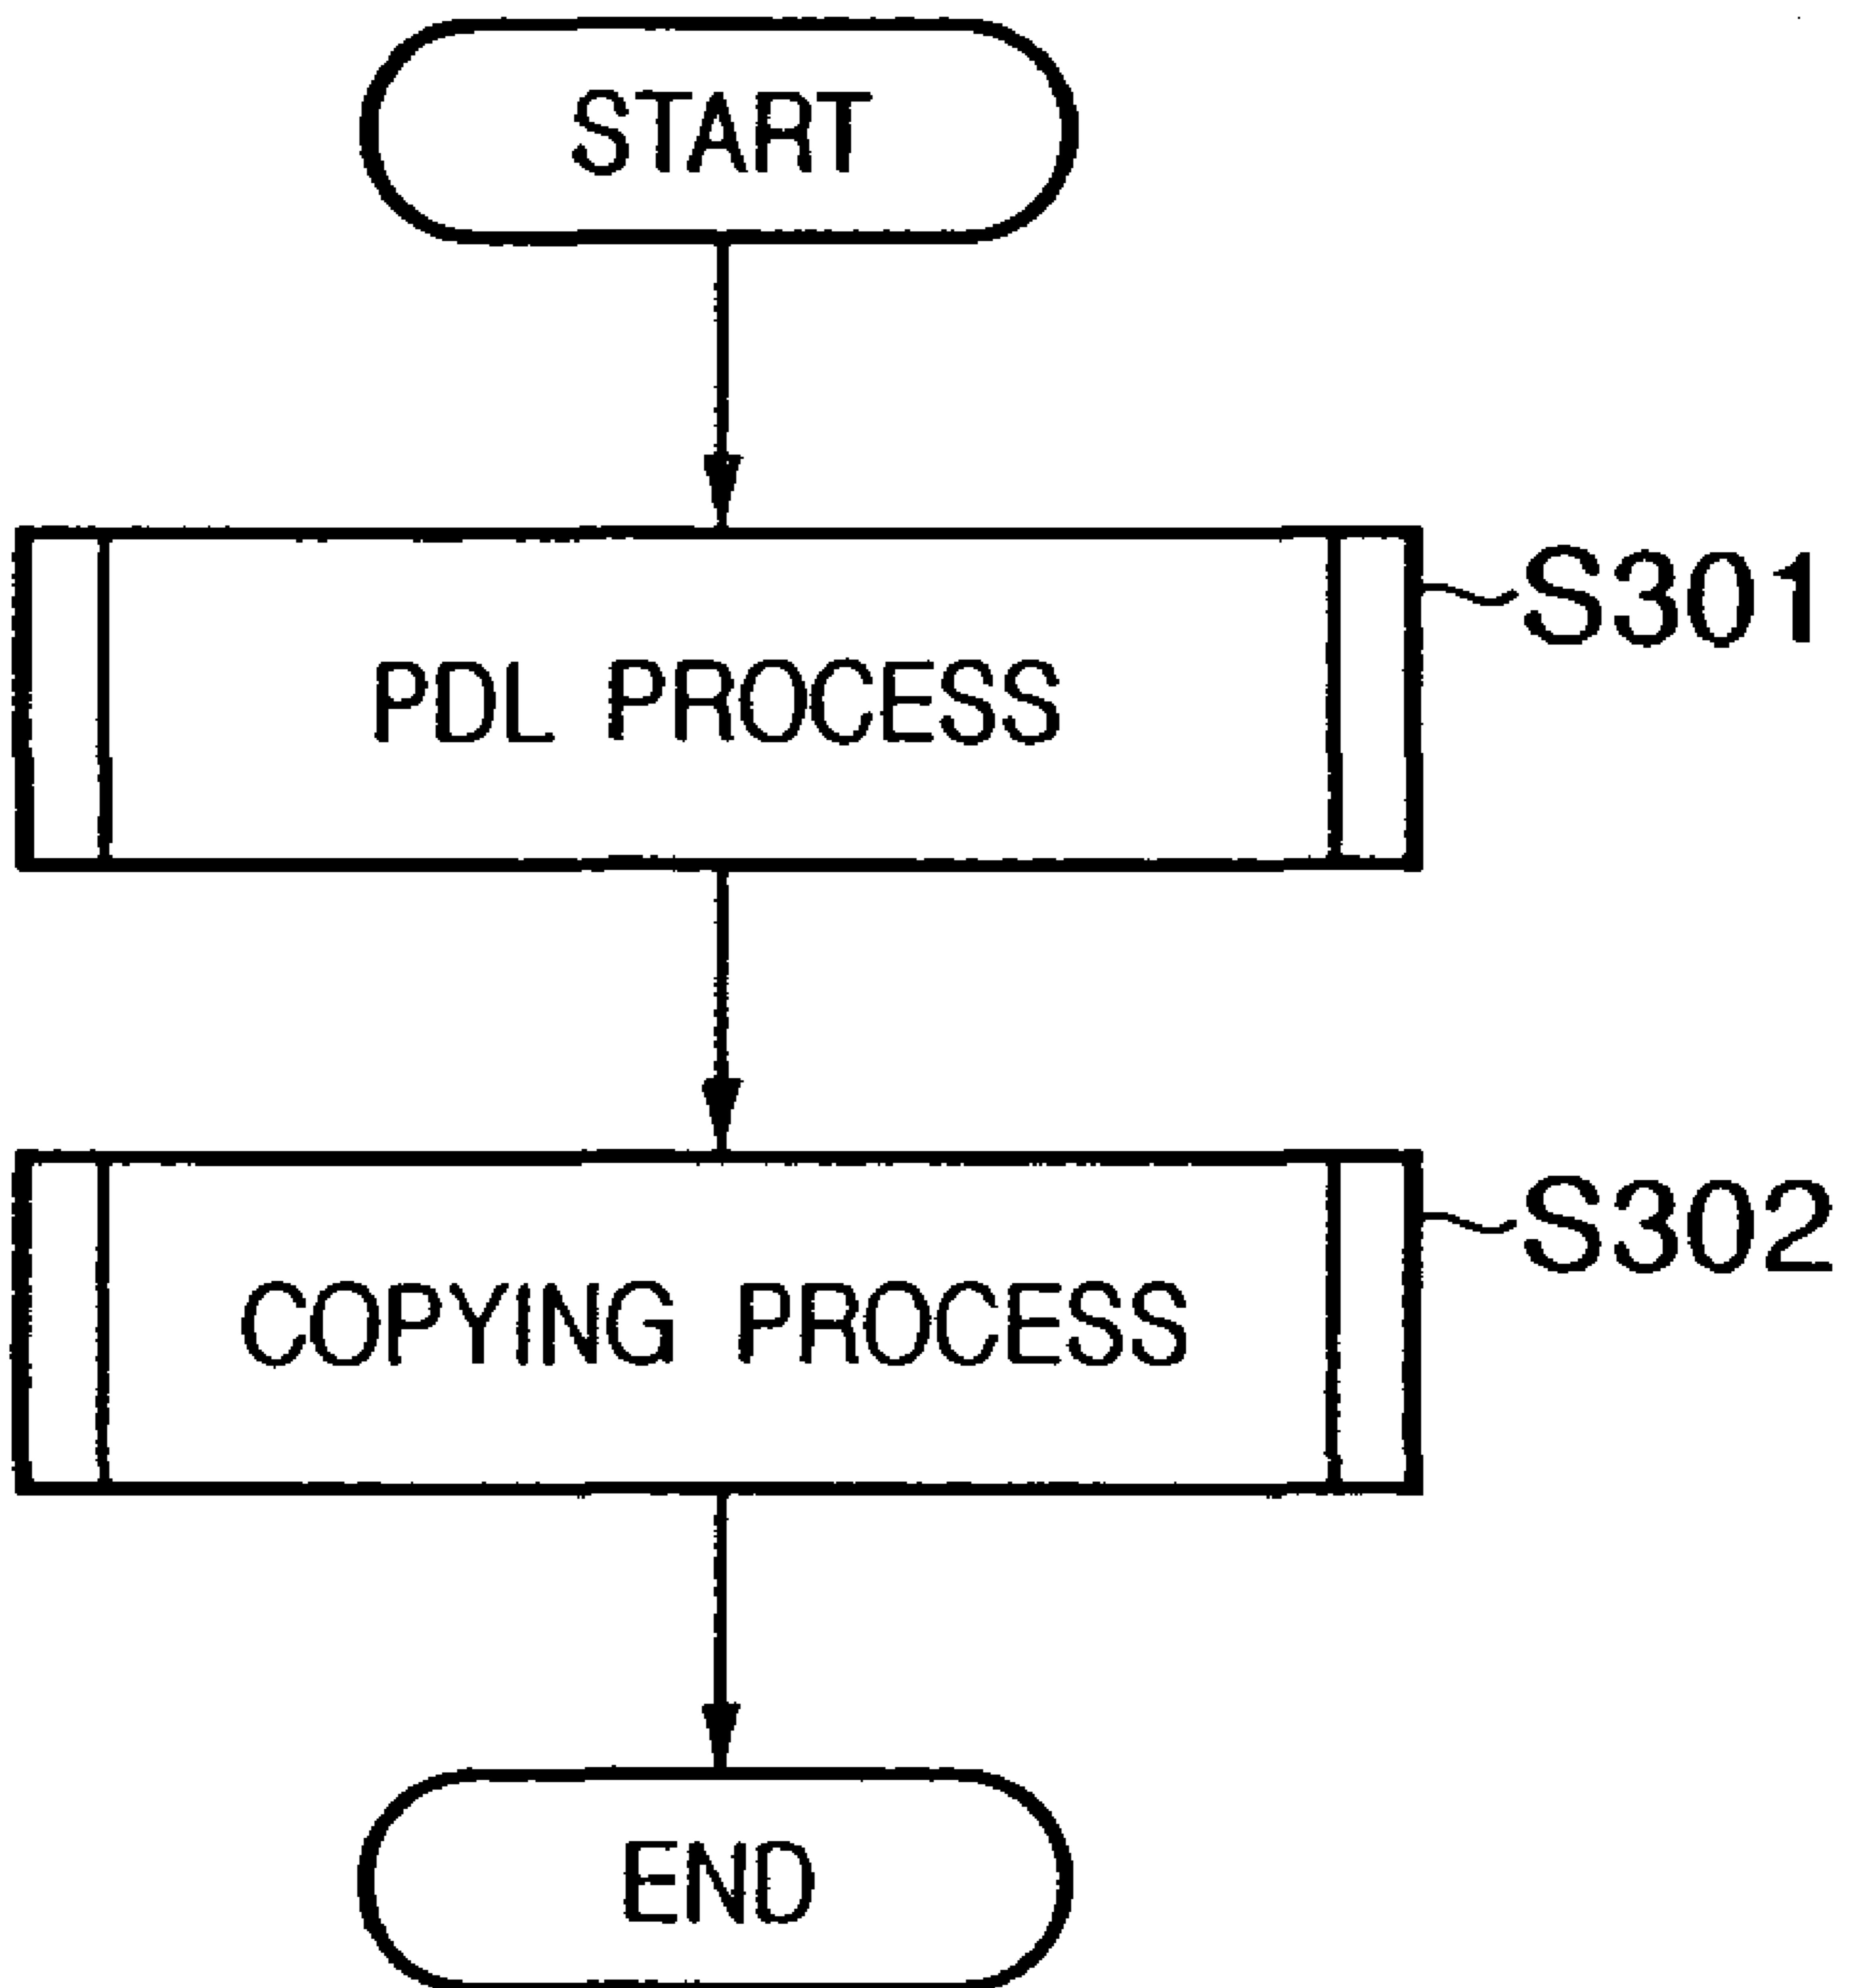 START
S301
PDL PROCESS
S302
COPYING PROCESS
END